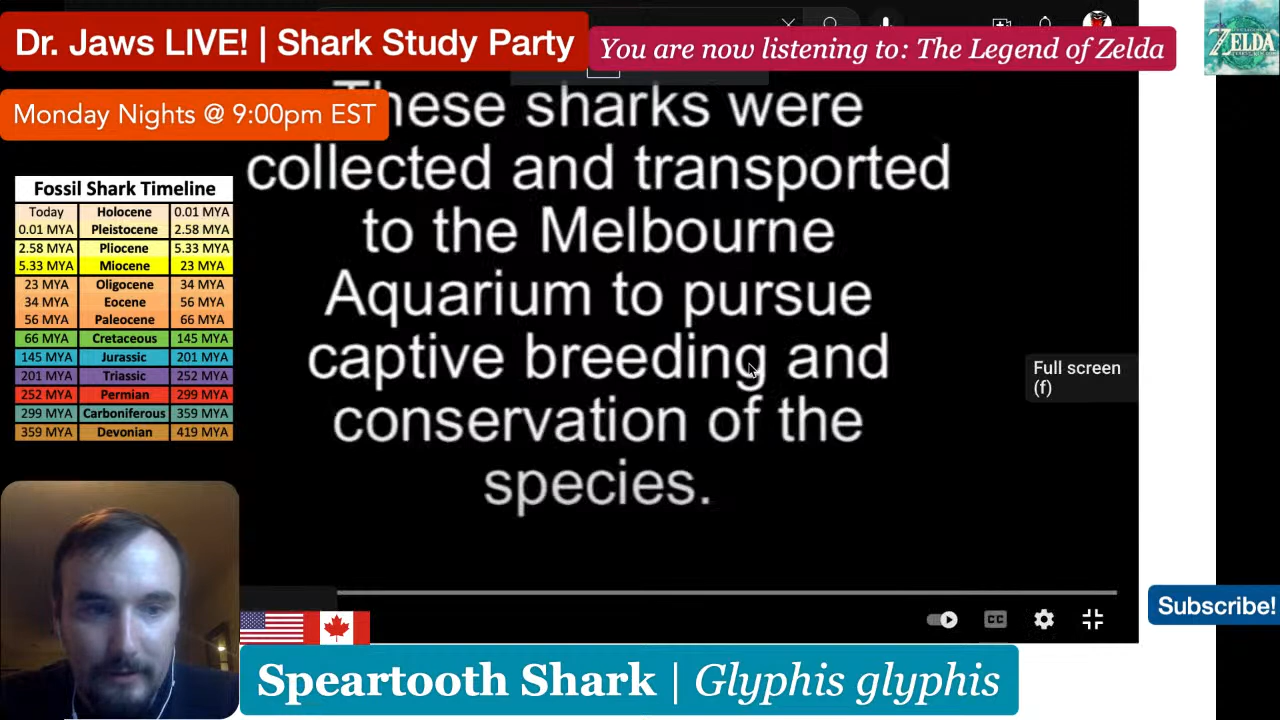 Dr. Jaws LIVE! | Shark Study Party
You are now listening to: The Legend of Zelda
ZELDA
Monday Nights @ 9:00pm EST
These sharks were
collected and transported
to the Melbourne
Aquarium to pursue
captive breeding and
conservation of the
species.
Fossil Shark Timeline
Today Holocene 0.01 MYA
0.01 MYA Pleistocene 2.58 MYA
2.58 MYA Pliocene 5.33 MYA
5.33 MYA Miocene 23 MYA
23 MYA Oligocene 34 MYA
34 MYA Eocene 56 MYA
56 MYA Paleocene 66 MYA
66 MYA Cretaceous 145 MYA
145 MYA Jurassic 201 MYA
201 MYA Triassic 252 MYA
252 MYA Permian 299 MYA
299 MYA Carboniferous 359 MYA
359 MYA Devonian 419 MYA
Full screen
(f)
CC
Subscribe!
Speartooth Shark | Glyphis glyphis